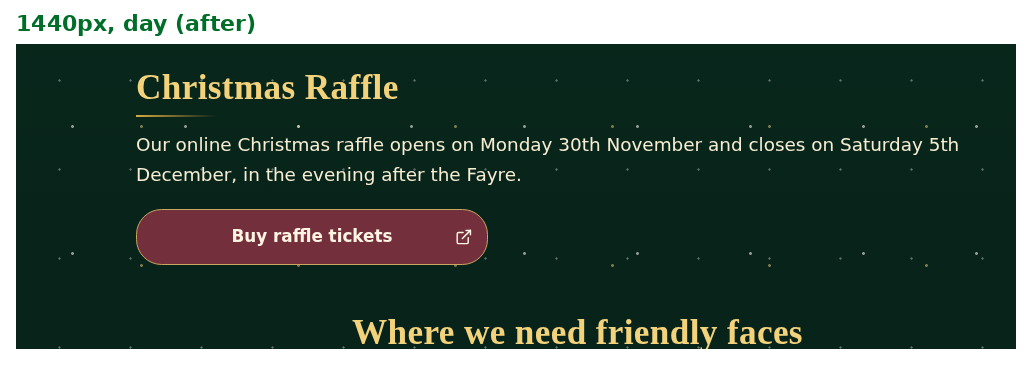 1440px, day (after)
Christmas Raffle
Our online Christmas raffle opens on Monday 30th November and closes on Saturday 5th
December, in the evening after the Fayre.
Buy raffle tickets
Where we need friendly faces